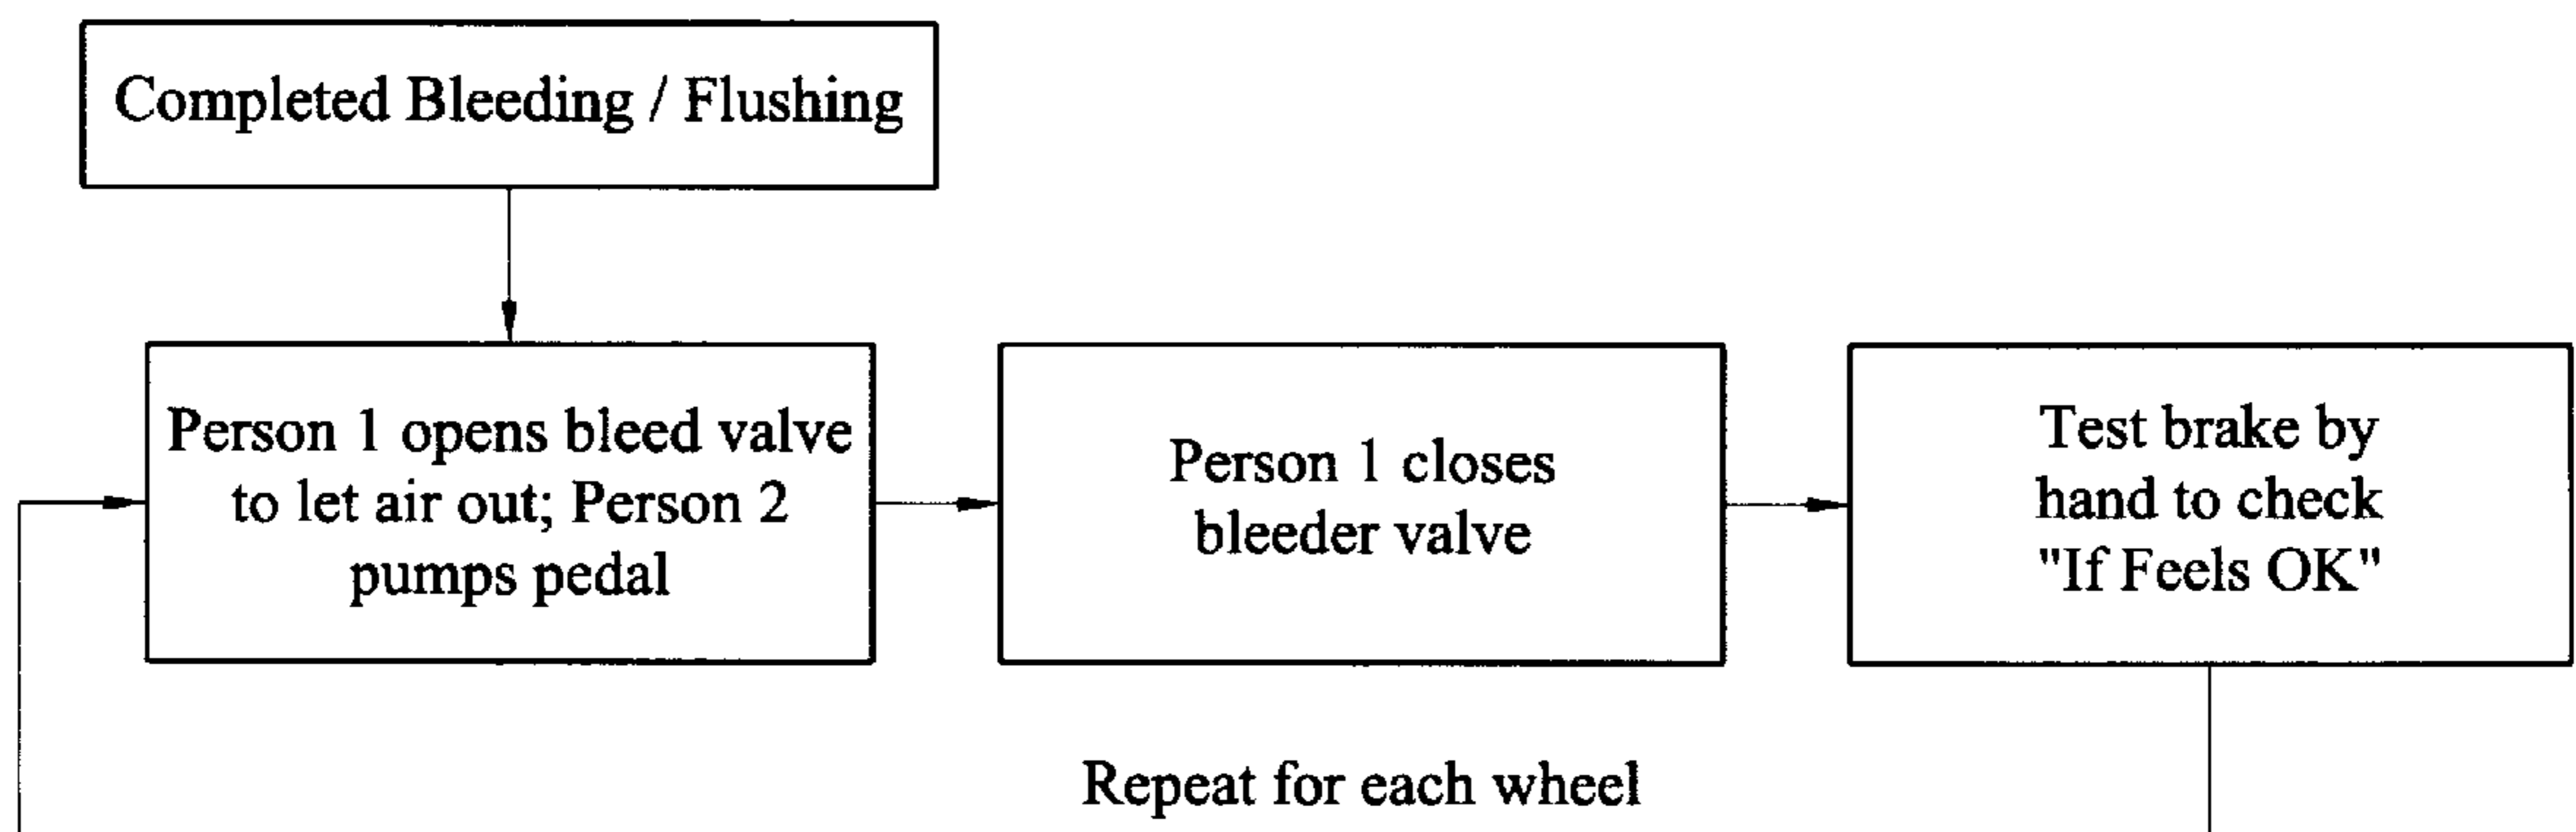 Completed Bleeding / Flushing
Person 1 opens bleed valve
to let air out; Person 2
pumps pedal
Person 1 closes
bleeder valve
Test brake by
hand to check
"If Feels OK"
Repeat for each wheel